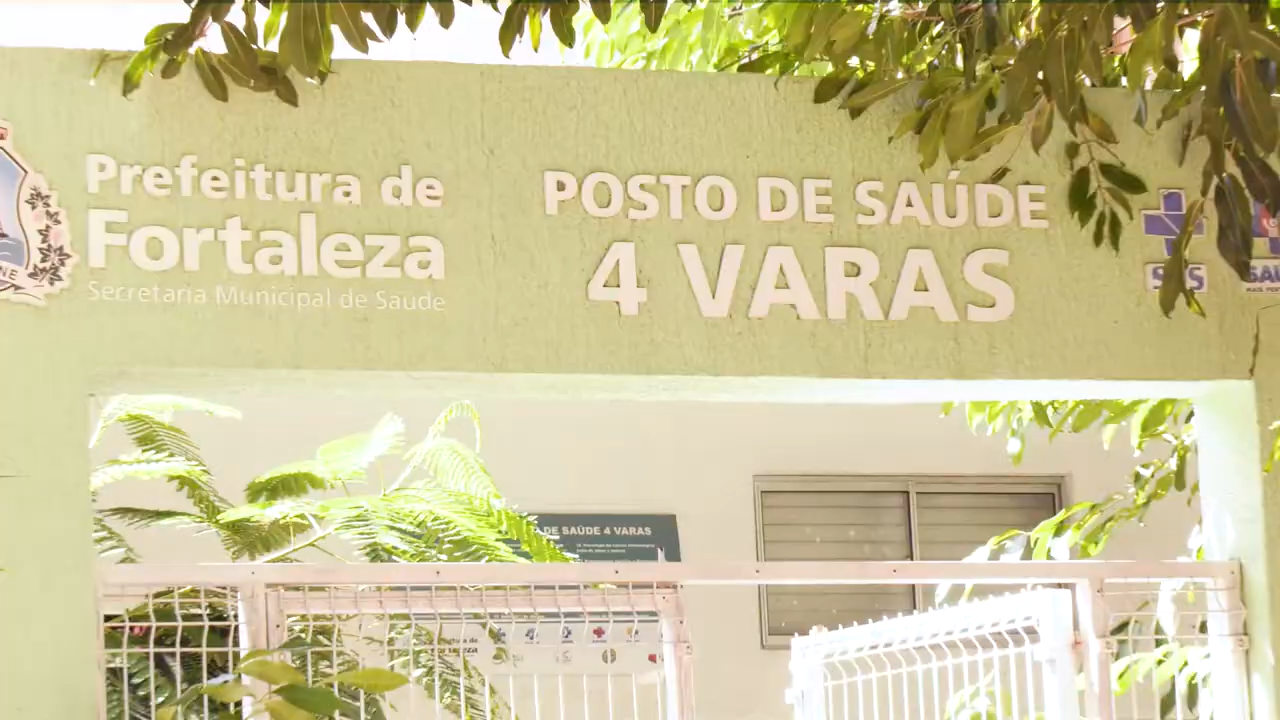 Prefeitura de
Fortaleza
Secretaria Municipal de Saúde
POSTO DE SAÚDE
4 VARAS
SUS
DE SAÚDE 4 VARAS